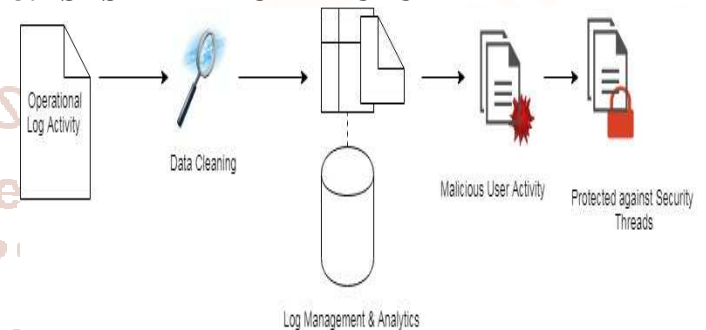 Operational
Log Activity
Data Cleaning
Malicious User Activity
Protected against Security
Threads
Log Management & Analytics